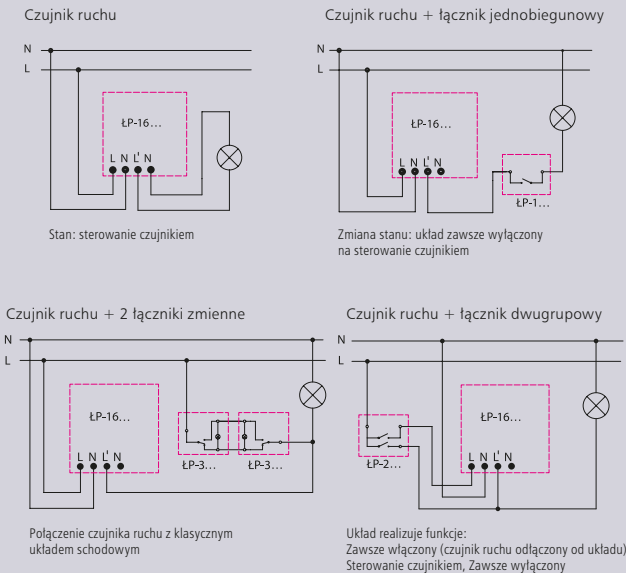 Czujnik ruchu
N
L
ŁP-16...
L N L' N
Stan: sterowanie czujnikiem
Czujnik ruchu + łącznik jednobiegunowy
N
L
ŁP-16...
L N L' N
ŁP-1...
Zmiana stanu: układ zawsze wyłączony
na sterowanie czujnikiem
Czujnik ruchu + 2 łączniki zmienne
N
L
ŁP-16...
L N L' N
ŁP-3...
ŁP-3...
Połączenie czujnika ruchu z klasycznym
układem schodowym
Czujnik ruchu + łącznik dwugrupowy
N
L
ŁP-2...
ŁP-16...
L N L' N
Układ realizuje funkcje:
Zawsze włączony (czujnik ruchu odłączony od układu)
Sterowanie czujnikiem, Zawsze wyłączony